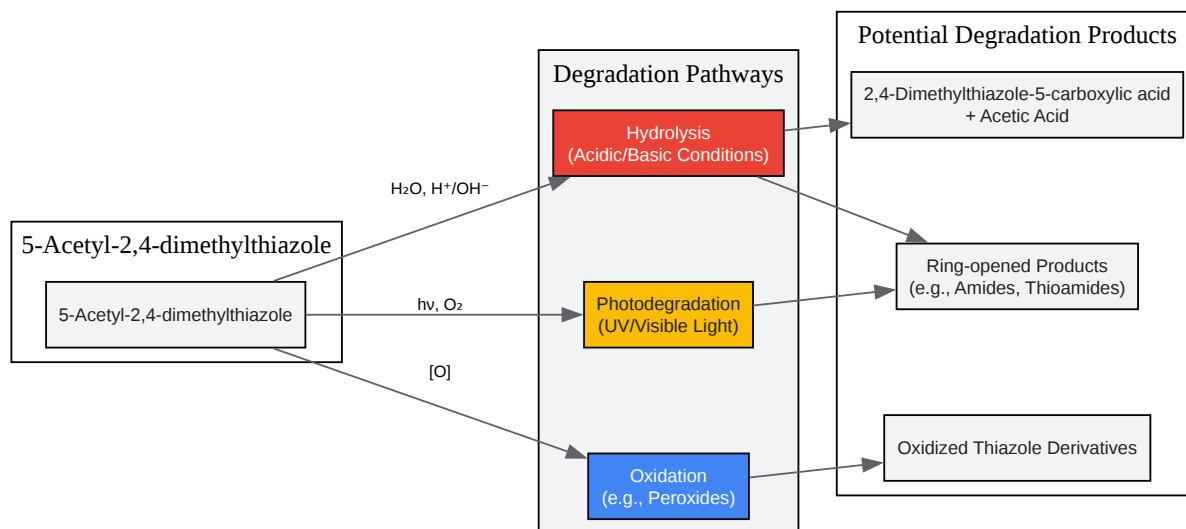 5-Acetyl-2,4-dimethylthiazole
5-Acetyl-2,4-dimethylthiazole
H₂O, H⁺/OH⁻
hν, O₂
[O]
Degradation Pathways
Hydrolysis
(Acidic/Basic Conditions)
Photodegradation
(UV/Visible Light)
Oxidation
(e.g., Peroxides)
Potential Degradation Products
2,4-Dimethylthiazole-5-carboxylic acid
+ Acetic Acid
Ring-opened Products
(e.g., Amides, Thioamides)
Oxidized Thiazole Derivatives